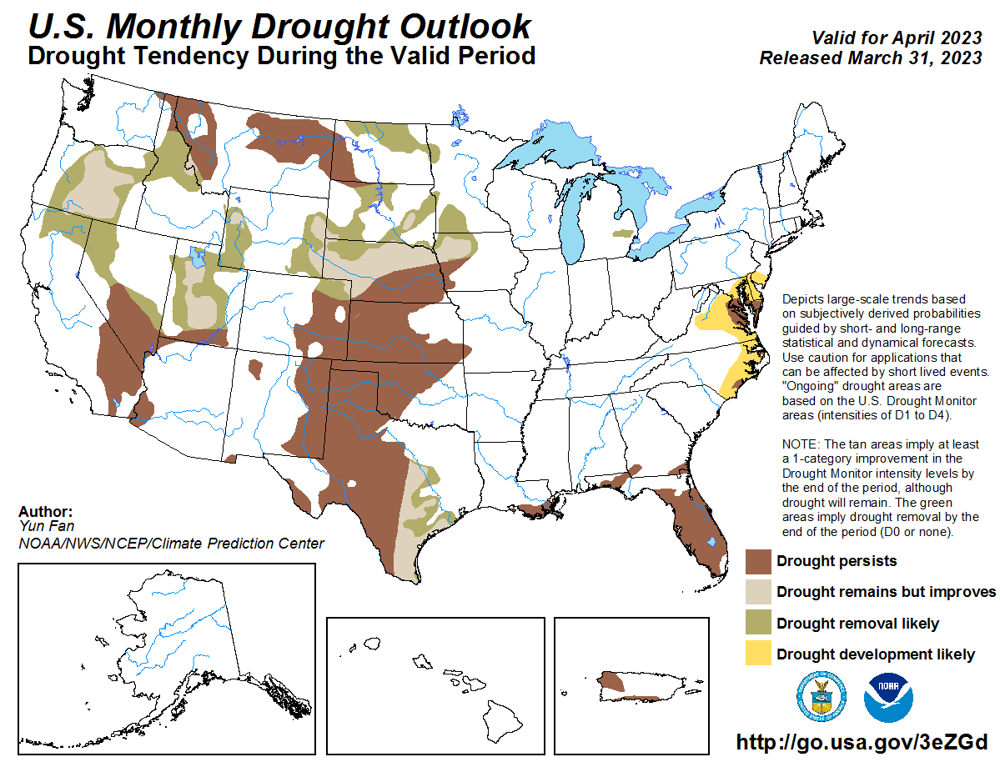 U.S. Monthly Drought Outlook
Drought Tendency During the Valid Period
Valid for April 2023
Released March 31, 2023
Depicts large-scale trends based
on subjectively derived probabilities
guided by short- and long-range
statistical and dynamical forecasts.
Use caution for applications that
can be affected by short lived events.
"Ongoing" drought areas are
based on the U.S. Drought Monitor
areas (intensities of D1 to D4).
NOTE: The tan areas imply at least
a 1-category improvement in the
Drought Monitor intensity levels by
the end of the period, although
drought will remain. The green
areas imply drought removal by the
end of the period (D0 or none).
Author:
Yun Fan
NOAA/NWS/NCEP/Climate Prediction Center
Drought persists
Drought remains but improves
Drought removal likely
Drought development likely
NOAA
http://go.usa.gov/3eZGd